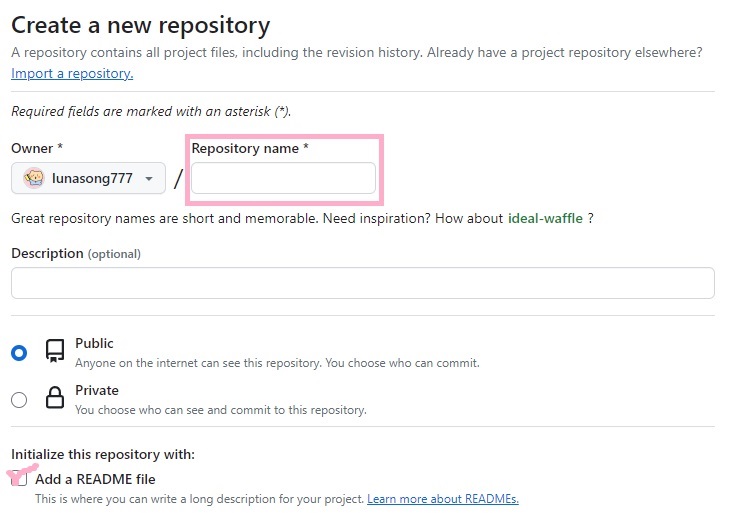 Create a new repository
A repository contains all project files, including the revision history. Already have a project repository elsewhere?
Import a repository.
Required fields are marked with an asterisk (*).
Owner * Repository name *
lunasong777 /
Great repository names are short and memorable. Need inspiration? How about ideal-waffle ?
Description (optional)
Public
Anyone on the internet can see this repository. You choose who can commit.
Private
You choose who can see and commit to this repository.
Initialize this repository with:
Add a README file
This is where you can write a long description for your project. Learn more about READMEs.